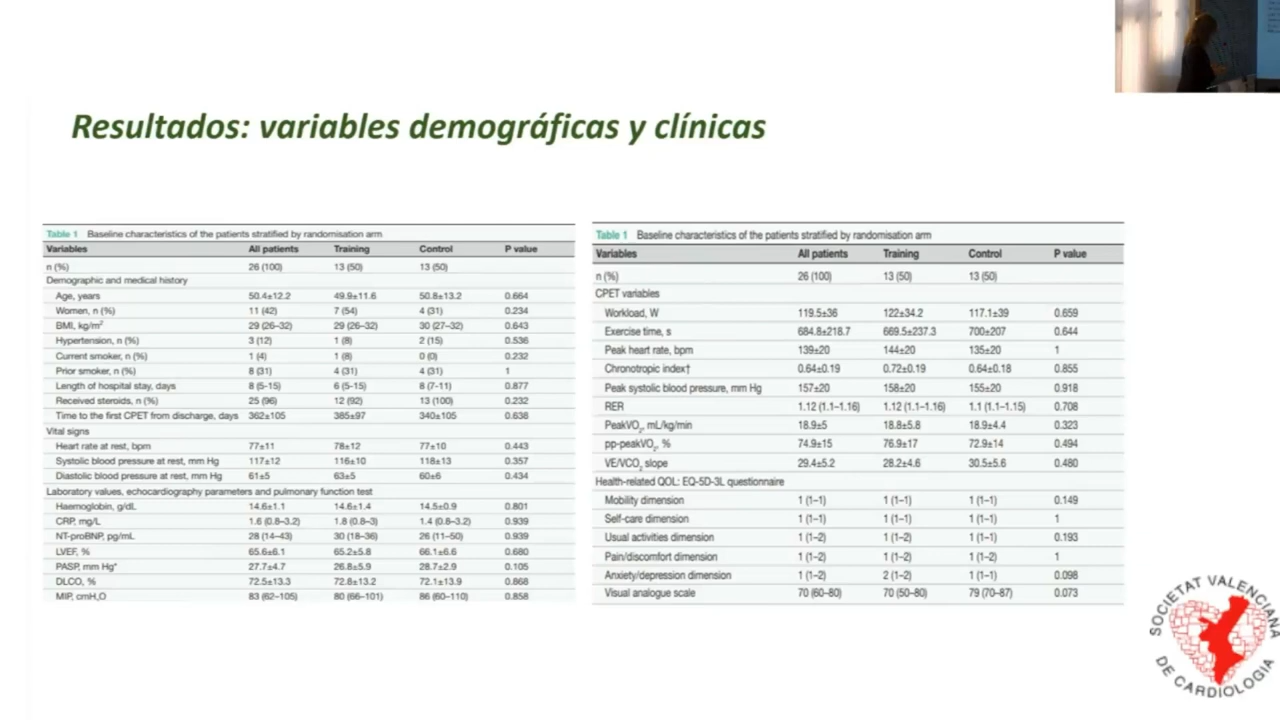 Resultados: variables demográficas y clínicas
Table 1 Baseline characteristics of the patients stratified by randomisation arm
Variables All patients Training Control P value
n (%) 26 (100) 13 (50) 13 (50)
Demographic and medical history
Age, years 50.4±12.2 49.9±11.6 50.8±13.2 0.664
Women, n (%) 11 (42) 7 (54) 4 (31) 0.234
BMI, kg/m² 29 (26–32) 29 (26–32) 30 (27–32) 0.643
Hypertension, n (%) 3 (12) 1 (8) 2 (15) 0.536
Current smoker, n (%) 1 (4) 1 (8) 0 (0) 0.232
Prior smoker, n (%) 8 (31) 4 (31) 4 (31) 1
Length of hospital stay, days 8 (5-15) 6 (5-15) 8 (7-11) 0.877
Received steroids, n (%) 25 (96) 12 (92) 13 (100) 0.232
Time to the first CPET from discharge, days 362±105 385±97 340±105 0.638
Vital signs
Heart rate at rest, bpm 77±11 78±12 77±10 0.443
Systolic blood pressure at rest, mm Hg 117±12 116±10 118±13 0.357
Diastolic blood pressure at rest, mm Hg 61±5 63±5 60±6 0.434
Laboratory values, echocardiography parameters and pulmonary function test
Haemoglobin, g/dL 14.6±1.1 14.6±1.4 14.5±0.9 0.801
CRP, mg/L 1.6 (0.8–3.2) 1.8 (0.8–3) 1.4 (0.8–3.2) 0.939
NT-proBNP, pg/mL 28 (14–43) 30 (18–36) 26 (11–50) 0.939
LVEF, % 65.6±6.1 65.2±5.8 66.1±6.6 0.680
PASP, mm Hg* 27.7±4.7 26.8±5.9 28.7±2.9 0.105
DLCO, % 72.5±13.3 72.8±13.2 72.1±13.9 0.868
MIP, cmH₂O 83 (62–105) 80 (66–101) 86 (60–110) 0.858
Table 1 Baseline characteristics of the patients stratified by randomisation arm
Variables All patients Training Control P value
n (%) 26 (100) 13 (50) 13 (50)
CPET variables
Workload, W 119.5±36 122±34.2 117.1±39 0.659
Exercise time, s 684.8±218.7 669.5±237.3 700±207 0.644
Peak heart rate, bpm 139±20 144±20 135±20 1
Chronotropic index† 0.64±0.19 0.72±0.19 0.64±0.18 0.855
Peak systolic blood pressure, mm Hg 157±20 158±20 155±20 0.918
RER 1.12 (1.1–1.16) 1.12 (1.1–1.16) 1.1 (1.1–1.15) 0.708
PeakVO₂, mL/kg/min 18.9±5 18.8±5.8 18.9±4.4 0.323
pp-peakVO₂, % 74.9±15 76.9±17 72.9±14 0.494
VE/VCO₂ slope 29.4±5.2 28.2±4.6 30.5±5.6 0.480
Health-related QOL: EQ-5D-3L questionnaire
Mobility dimension 1 (1–1) 1 (1–1) 1 (1–1) 0.149
Self-care dimension 1 (1–1) 1 (1–1) 1 (1–1) 1
Usual activities dimension 1 (1–2) 1 (1–2) 1 (1–1) 0.193
Pain/discomfort dimension 1 (1–2) 1 (1–2) 1 (1–2) 1
Anxiety/depression dimension 1 (1–2) 2 (1–2) 1 (1–1) 0.098
Visual analogue scale 70 (60–80) 70 (50–80) 79 (70–87) 0.073
SOCIETAT VALENCIANA
DE CARDIOLOGIA